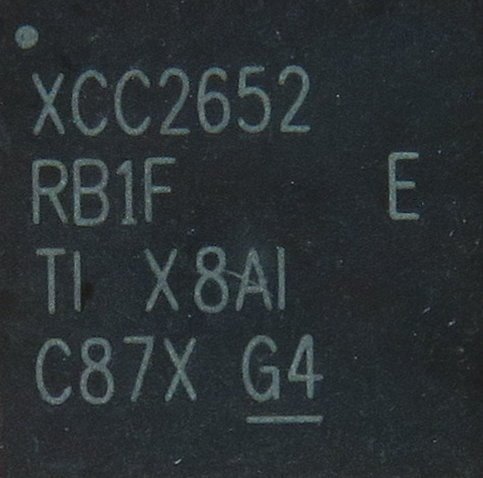 XCC2652
RB1F E
TI X8AI
C87X G4